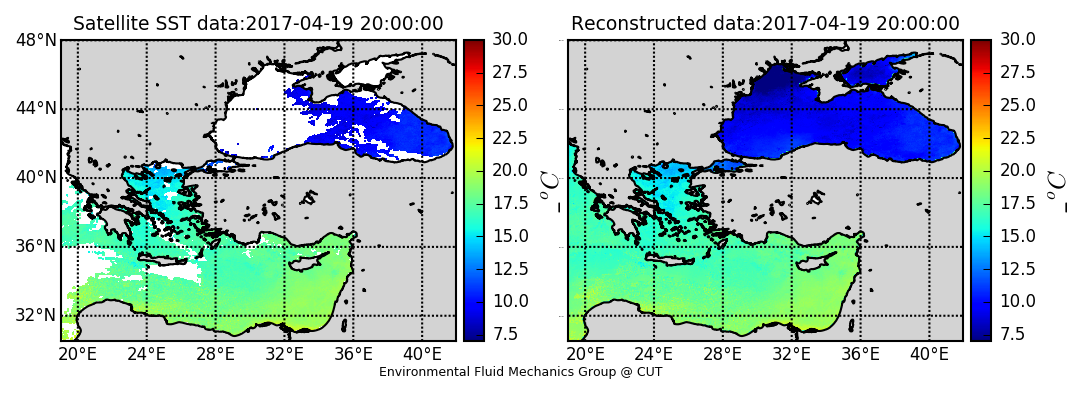 Satellite SST data:2017-04-19 20:00:00
48°N
44°N
40°N
36°N
32°N
20°E 24°E 28°E 32°E 36°E 40°E
30.0
27.5
25.0
22.5
20.0
17.5
15.0
12.5
10.0
7.5
°C
Reconstructed data:2017-04-19 20:00:00
20°E 24°E 28°E 32°E 36°E 40°E
30.0
27.5
25.0
22.5
20.0
17.5
15.0
12.5
10.0
7.5
°C
Environmental Fluid Mechanics Group @ CUT